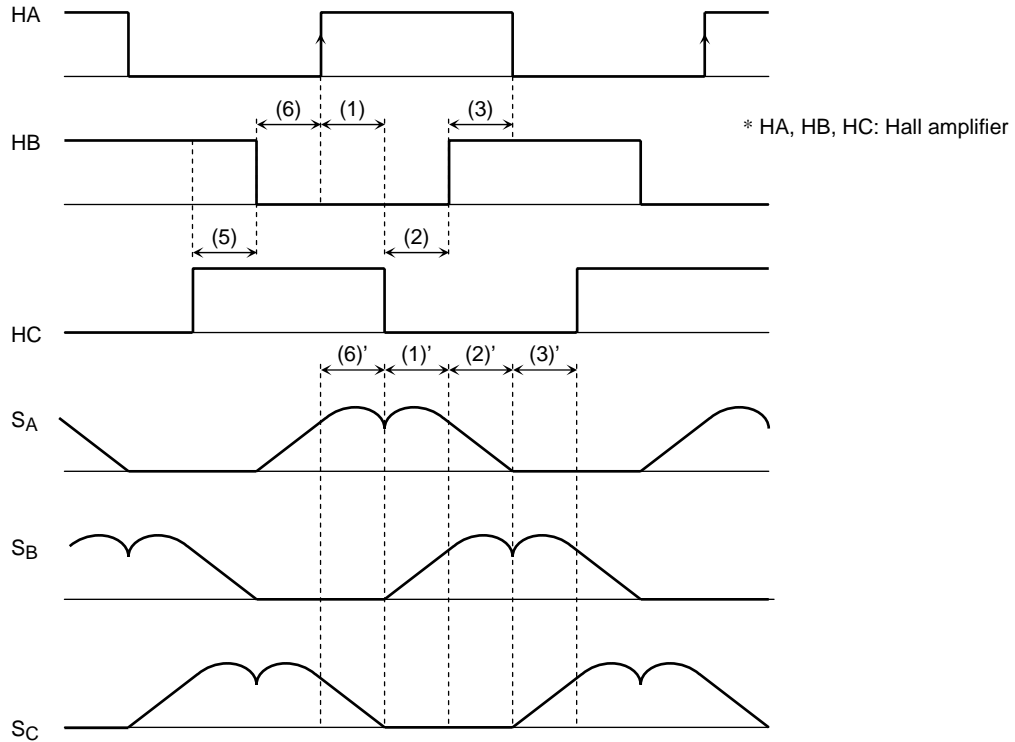 HA
(6) (1) (3)
* HA, HB, HC: Hall amplifier
HB
(5) (2)
HC
(6)’ (1)’ (2)’ (3)’
SA
SB
SC